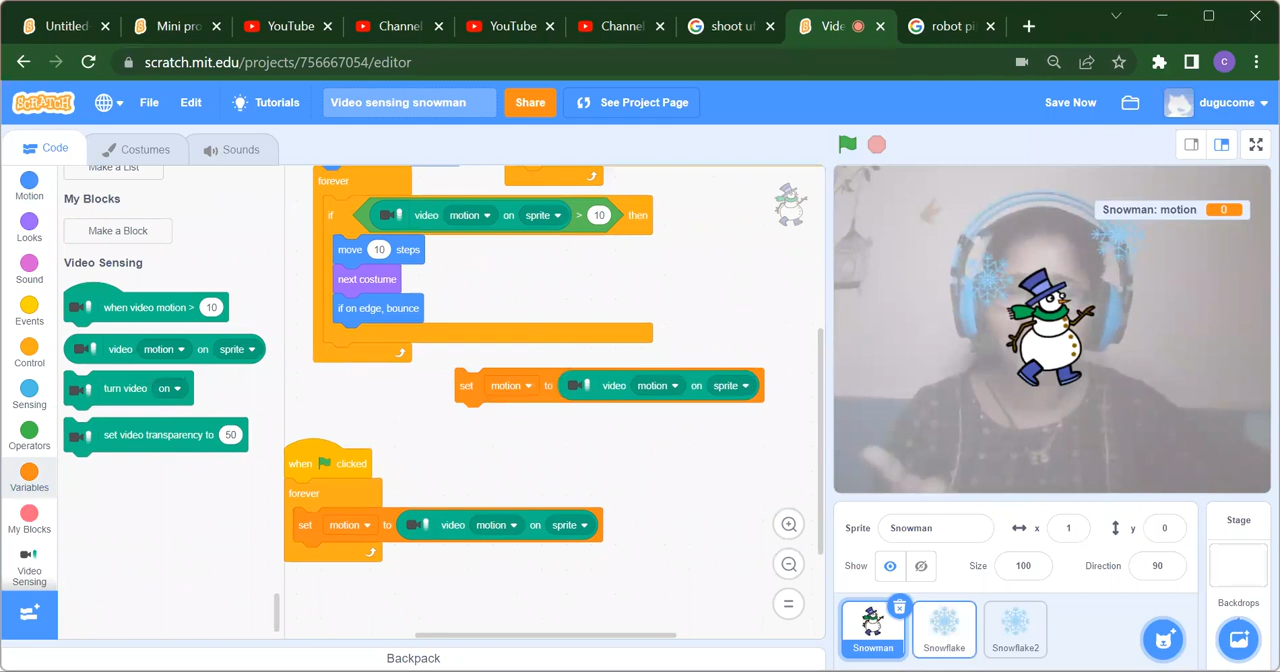 Untitled
Mini pro
YouTube
Channel
YouTube
Channel
shoot ut
Vide
robot pi
scratch.mit.edu/projects/756667054/editor
C
SCRATCH
File
Edit
Tutorials
Video sensing snowman
Share
See Project Page
Save Now
dugucome
Code
Costumes
Sounds
Motion
Looks
Sound
Events
Control
Sensing
Operators
Variables
My Blocks
Video
Sensing
Make a List
My Blocks
Make a Block
Video Sensing
when video motion > 10
video motion on sprite
turn video on
set video transparency to 50
forever
if video motion on sprite > 10 then
move 10 steps
next costume
if on edge, bounce
set motion to video motion on sprite
when clicked
forever
set motion to video motion on sprite
Snowman: motion 0
Sprite Snowman x 1 y 0
Show Size 100 Direction 90
Snowman
Snowflake
Snowflake2
Stage
Backdrops
Backpack